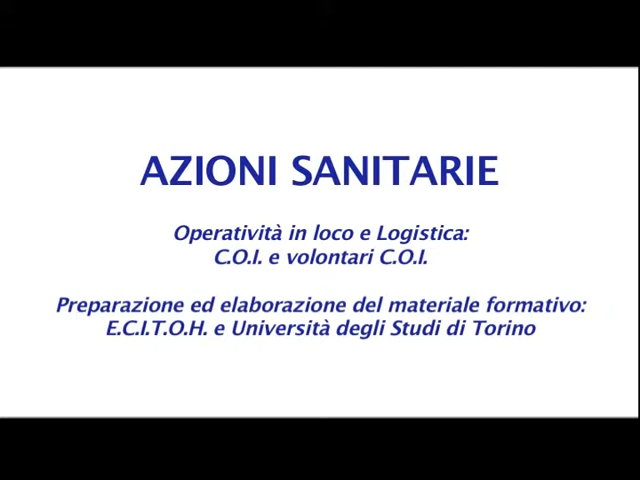 AZIONI SANITARIE
Operatività in loco e Logistica:
C.O.I. e volontari C.O.I.
Preparazione ed elaborazione del materiale formativo:
E.C.I.T.O.H. e Università degli Studi di Torino